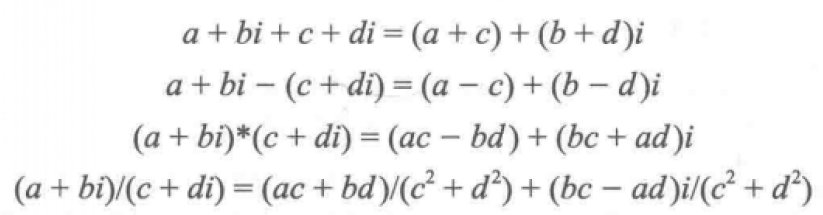 a + bi + c + di = (a + c) + (b + d)i
a + bi − (c + di) = (a − c) + (b − d)i
(a + bi)*(c + di) = (ac − bd) + (bc + ad)i
(a + bi)/(c + di) = (ac + bd)/(c² + d²) + (bc − ad)i/(c² + d²)